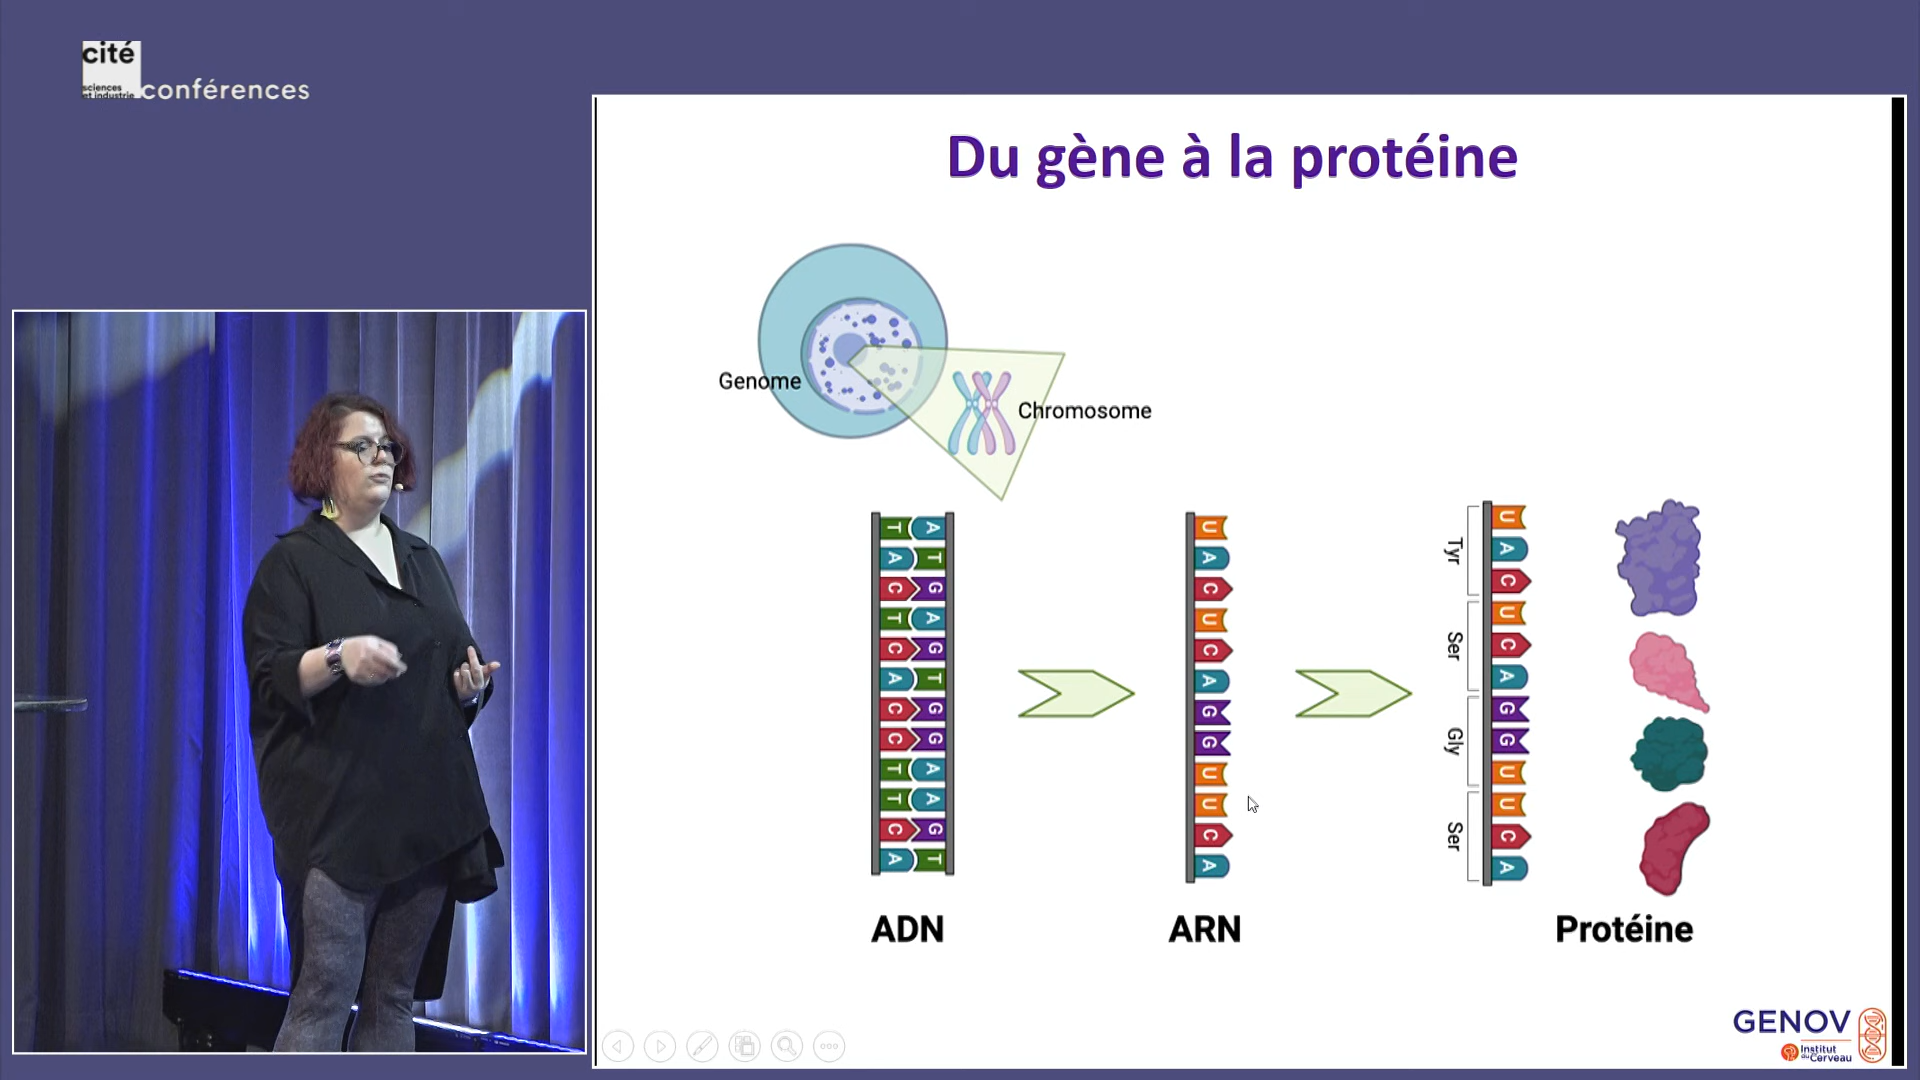 cité
sciences
et industrie
conférences
Du gène à la protéine
Genome
Chromosome
T A
A T
C G
T A
C G
A T
C G
C G
T A
T A
C G
A T
U
A
C
U
C
A
G
G
U
U
C
A
Tyr
Ser
Gly
Ser
U
A
C
U
C
A
G
G
U
U
C
A
ADN
ARN
Protéine
GENOV
Institut
du Cerveau